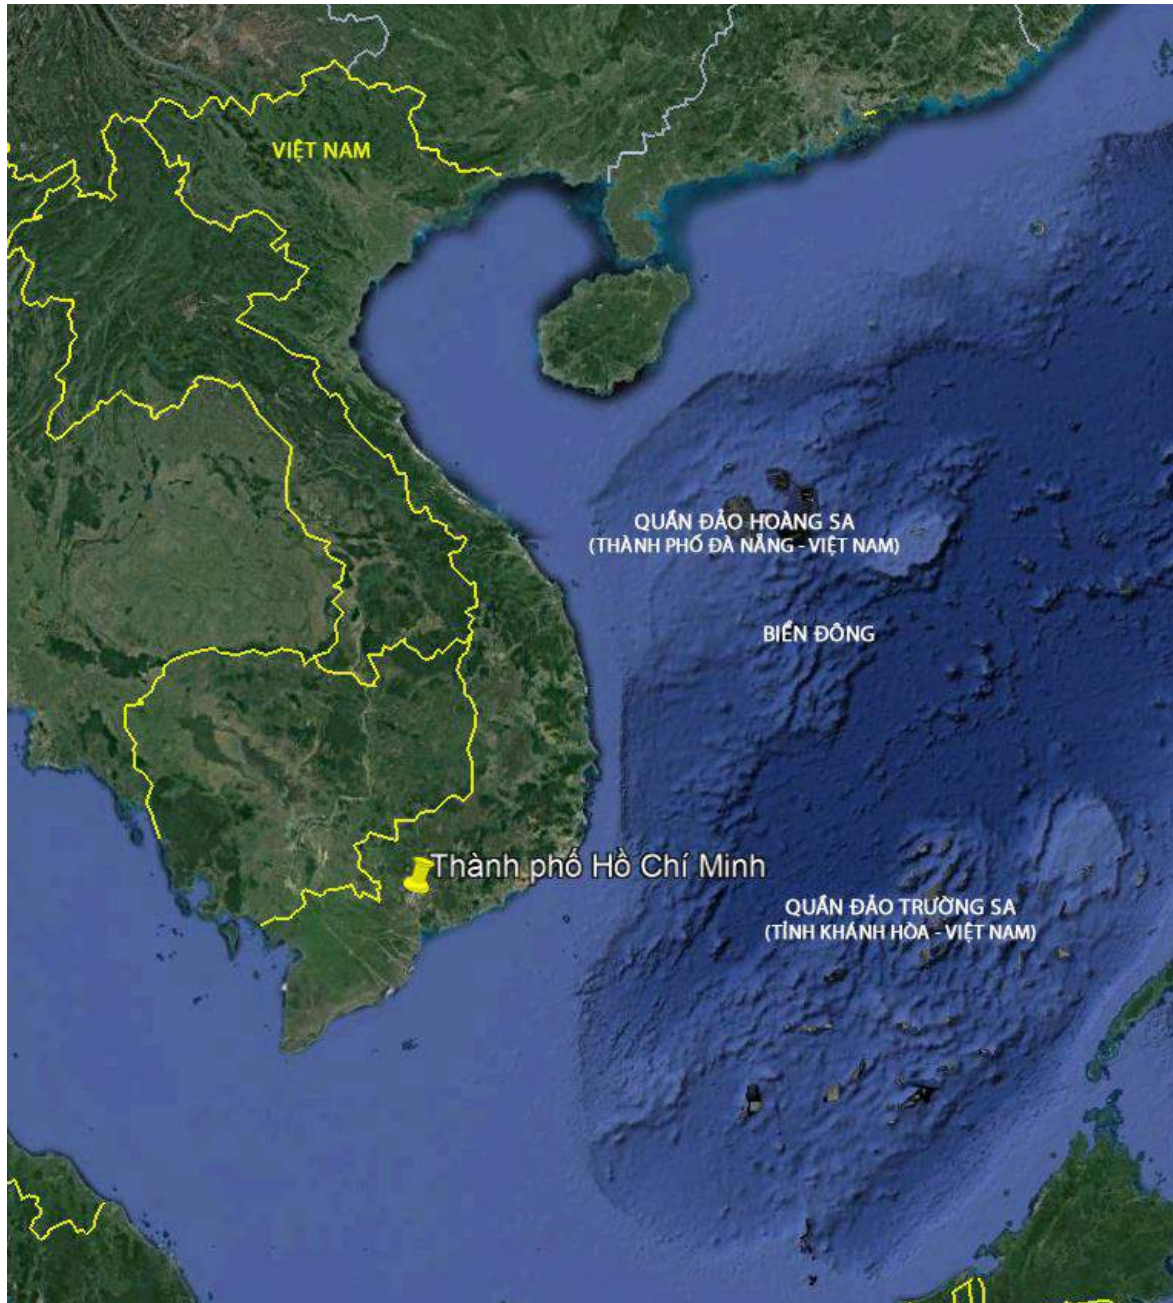 VIỆT NAM
QUẦN ĐẢO HOÀNG SA
(THÀNH PHỐ ĐÀ NẴNG - VIỆT NAM)
BIỂN ĐÔNG
Thành phố Hồ Chí Minh
QUẦN ĐẢO TRƯỜNG SA
(TỈNH KHÁNH HÒA - VIỆT NAM)